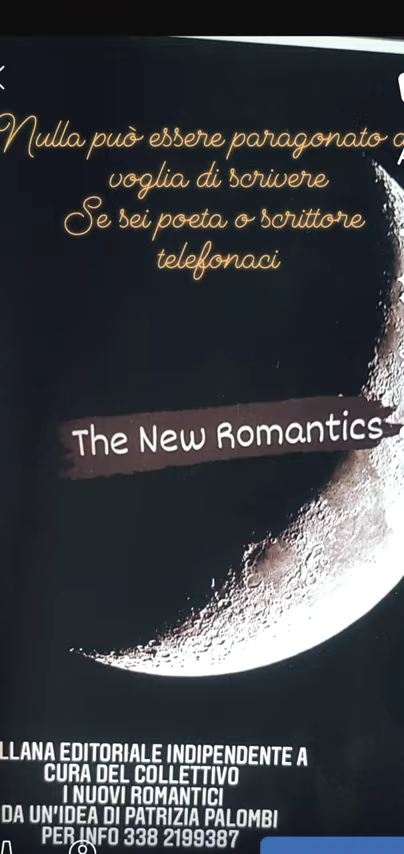 Nulla può essere paragonato a
voglia di scrivere
Se sei poeta o scrittore
telefonaci
The New Romantics
LLANA EDITORIALE INDIPENDENTE A
CURA DEL COLLETTIVO
I NUOVI ROMANTICI
DA UN'IDEA DI PATRIZIA PALOMBI
PER INFO 338 2199387